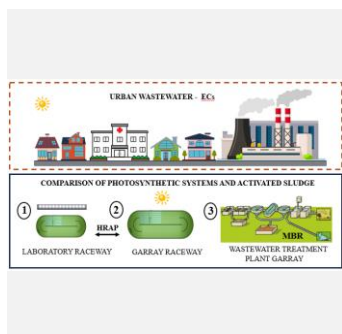 URBAN WASTEWATER - ECs
COMPARISON OF PHOTOSYNTHETIC SYSTEMS AND ACTIVATED SLUDGE
1
2
3
HRAP
MBR
LABORATORY RACEWAY
GARRAY RACEWAY
WASTEWATER TREATMENT
PLANT GARRAY